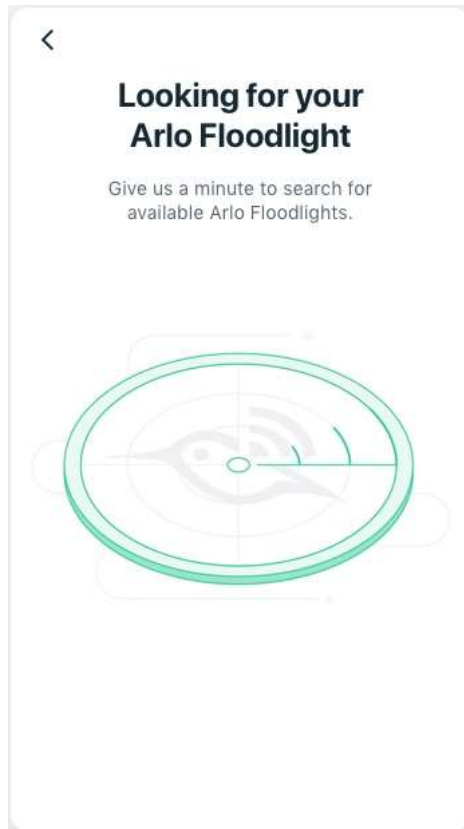 Looking for your
Arlo Floodlight
Give us a minute to search for
available Arlo Floodlights.